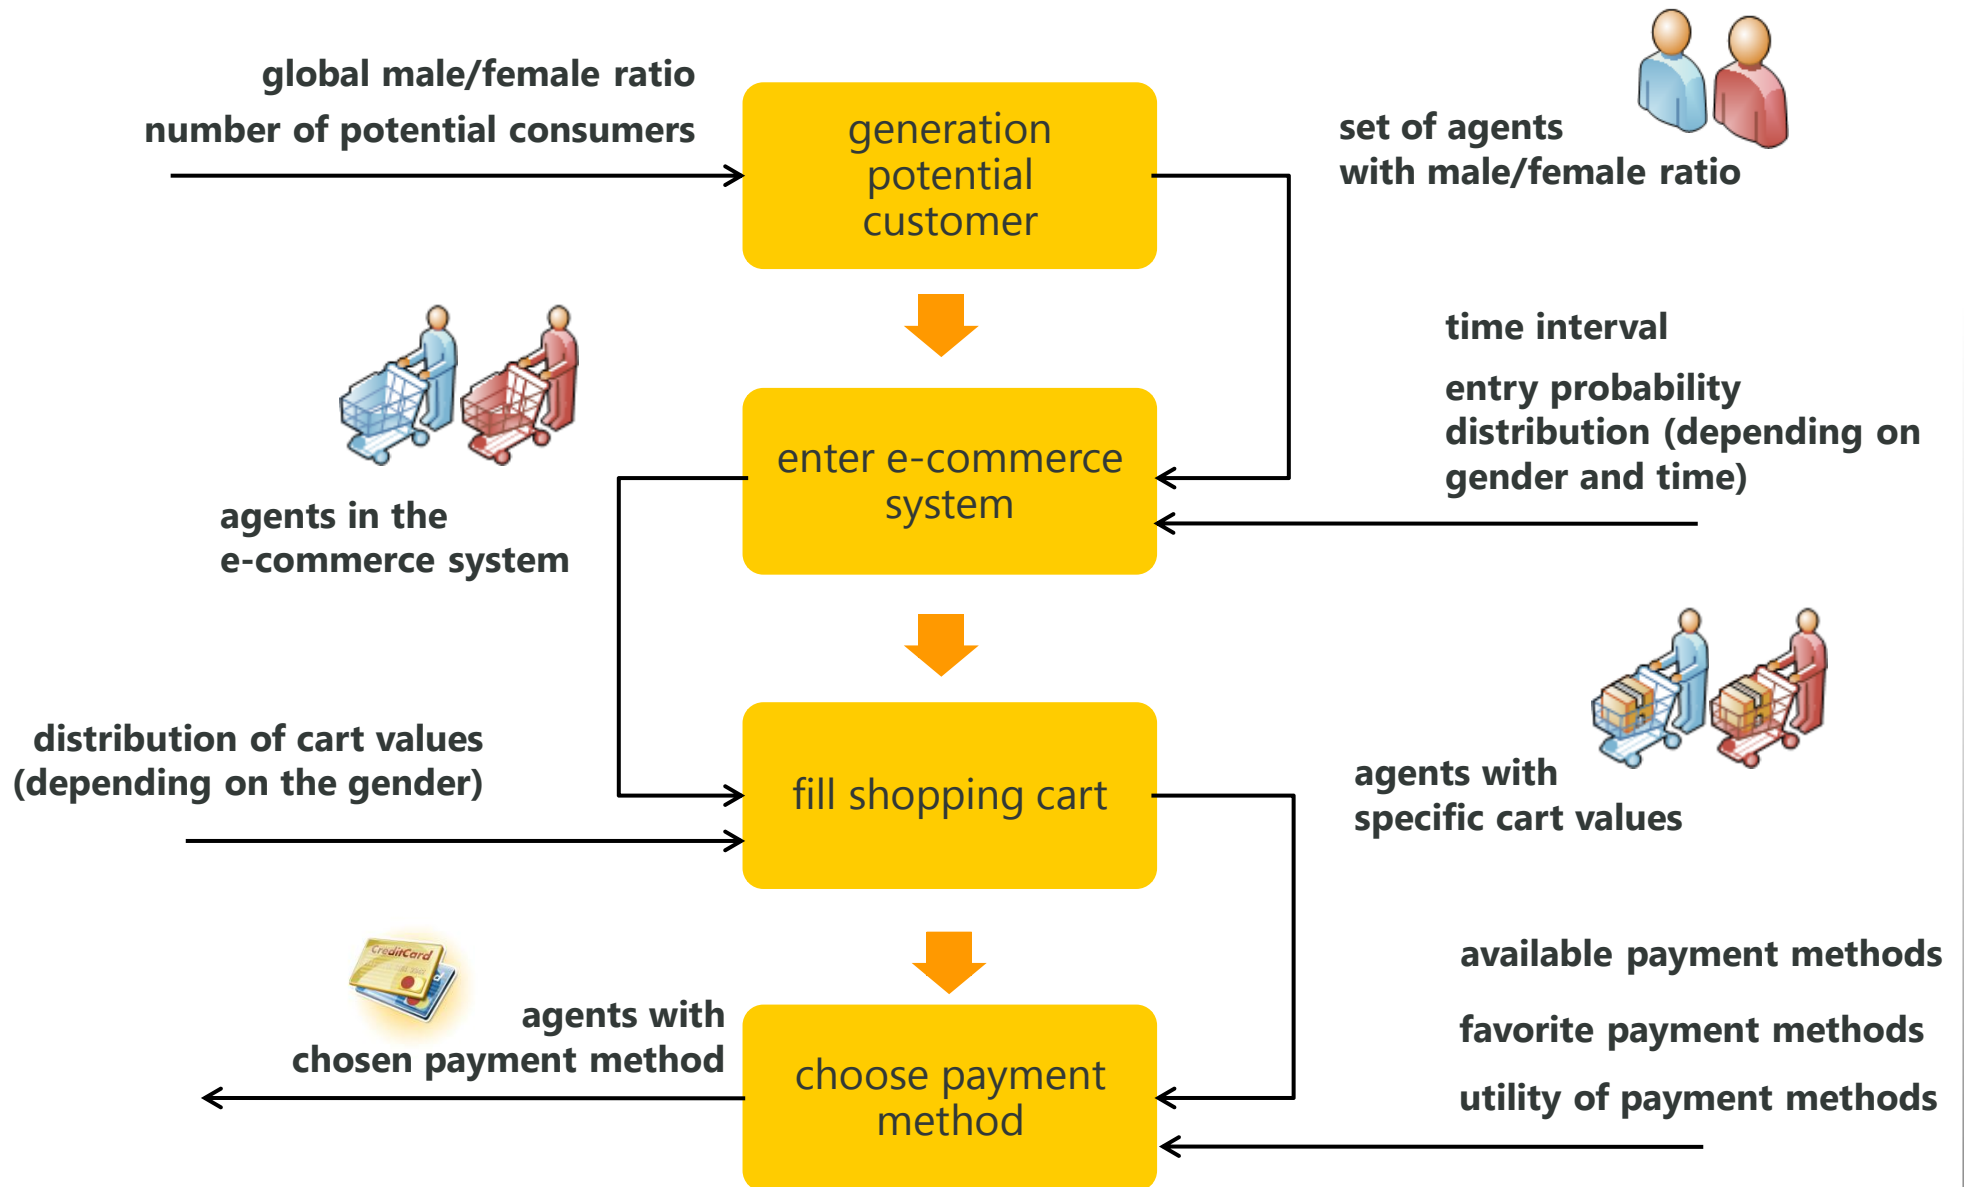 global male/female ratio
number of potential consumers
generation
potential
customer
set of agents
with male/female ratio
time interval
entry probability
distribution (depending on
gender and time)
enter e-commerce
system
agents in the
e-commerce system
distribution of cart values
(depending on the gender)
fill shopping cart
agents with
specific cart values
available payment methods
favorite payment methods
utility of payment methods
CreditCard
agents with
chosen payment method
choose payment
method